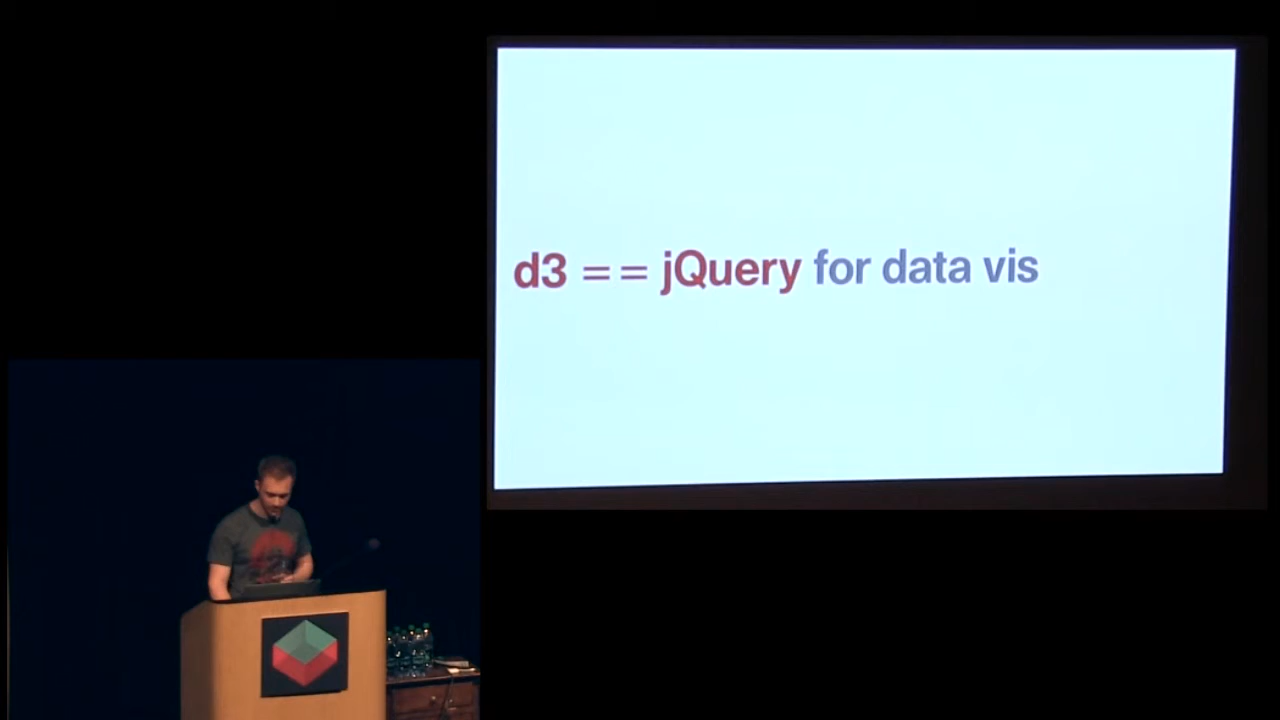 d3 == jQuery for data vis